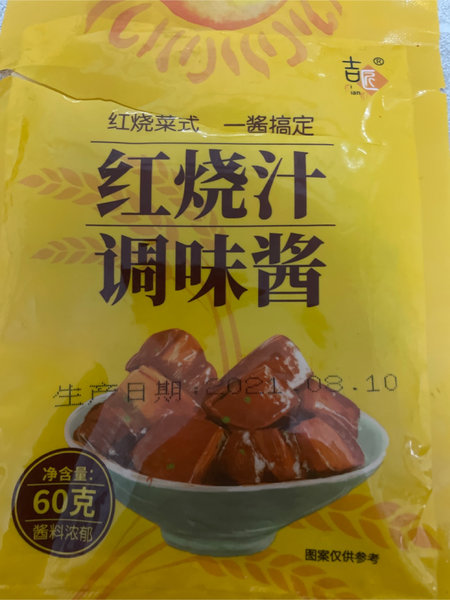 吉匠®
红烧菜式 一酱搞定
红烧汁
调味酱
生产日期:2021.08.10
净含量:
60克
酱料浓郁
图案仅供参考